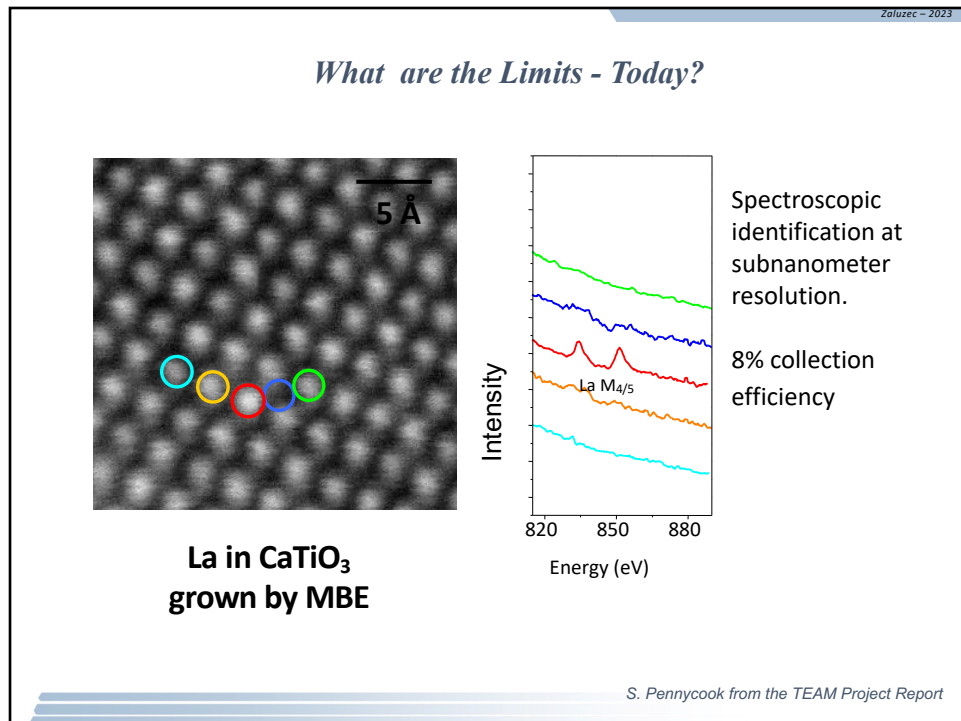 Zaluzec – 2023
What are the Limits - Today?
5 Å
La in CaTiO₃
grown by MBE
Intensity
La M₄/₅
820 850 880
Energy (eV)
Spectroscopic
identification at
subnanometer
resolution.
8% collection
efficiency
S. Pennycook from the TEAM Project Report